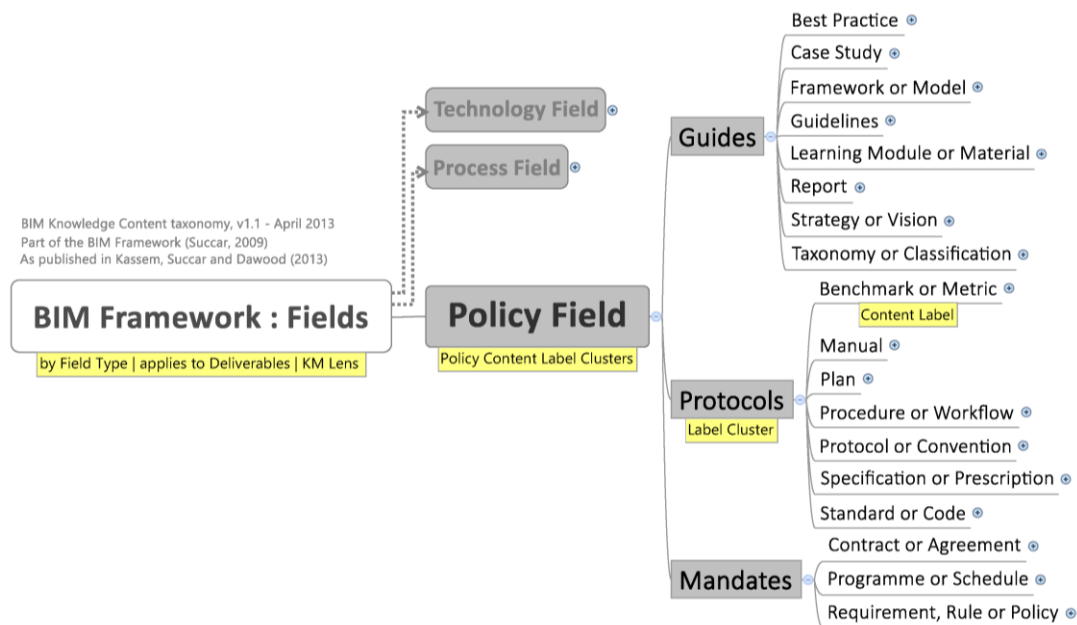 BIM Knowledge Content taxonomy, v1.1 - April 2013
Part of the BIM Framework (Succar, 2009)
As published in Kassem, Succar and Dawood (2013)
BIM Framework : Fields
by Field Type | applies to Deliverables | KM Lens
Technology Field
Process Field
Policy Field
Policy Content Label Clusters
Guides
Best Practice
Case Study
Framework or Model
Guidelines
Learning Module or Material
Report
Strategy or Vision
Taxonomy or Classification
Protocols
Label Cluster
Benchmark or Metric
Content Label
Manual
Plan
Procedure or Workflow
Protocol or Convention
Specification or Prescription
Standard or Code
Mandates
Contract or Agreement
Programme or Schedule
Requirement, Rule or Policy